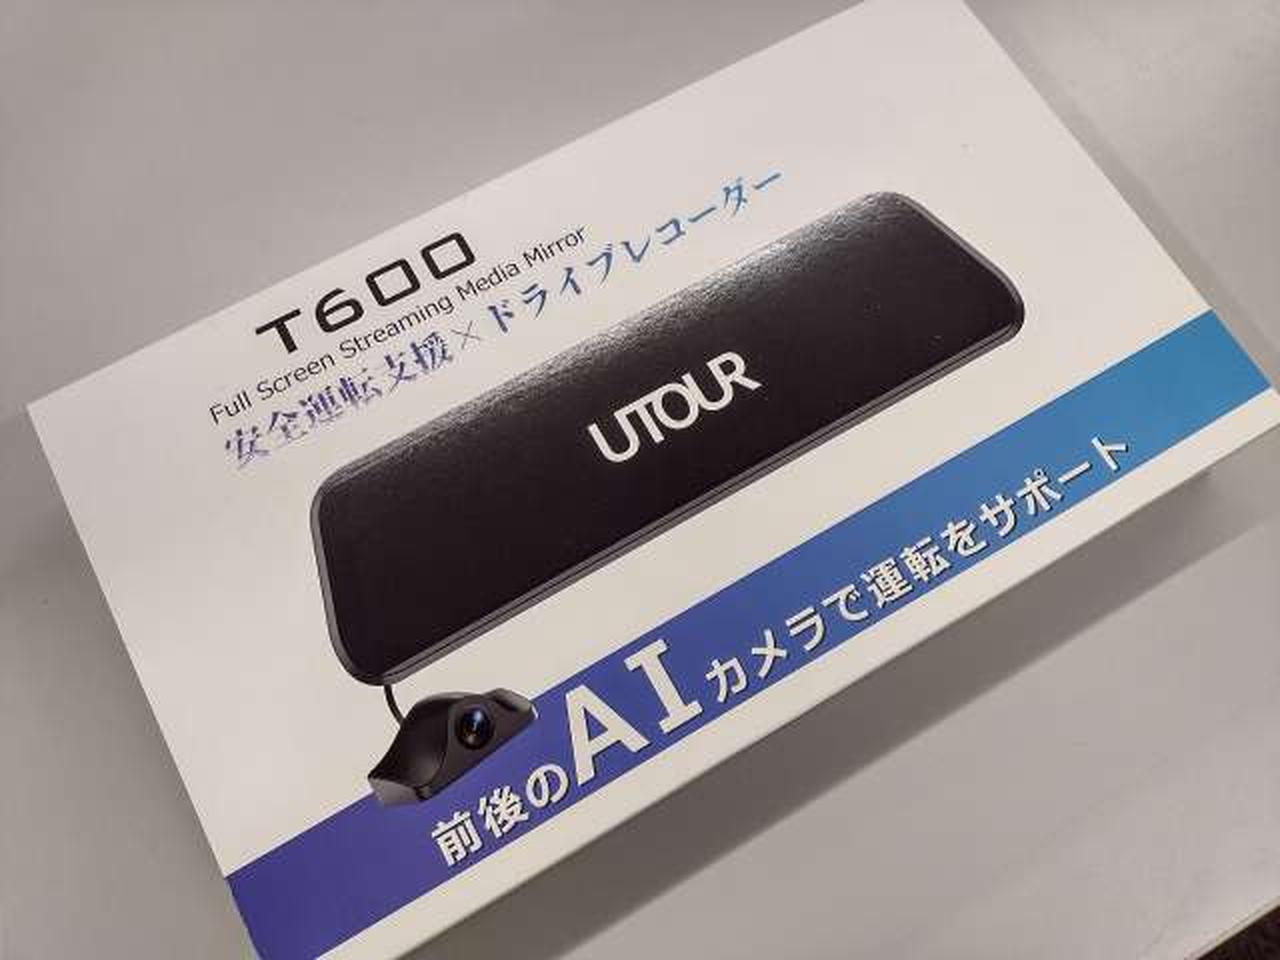 T600
Full Screen Streaming Media Mirror
安全運転支援×ドライブレコーダー
UTOUR
前後のAIカメラで運転をサポート